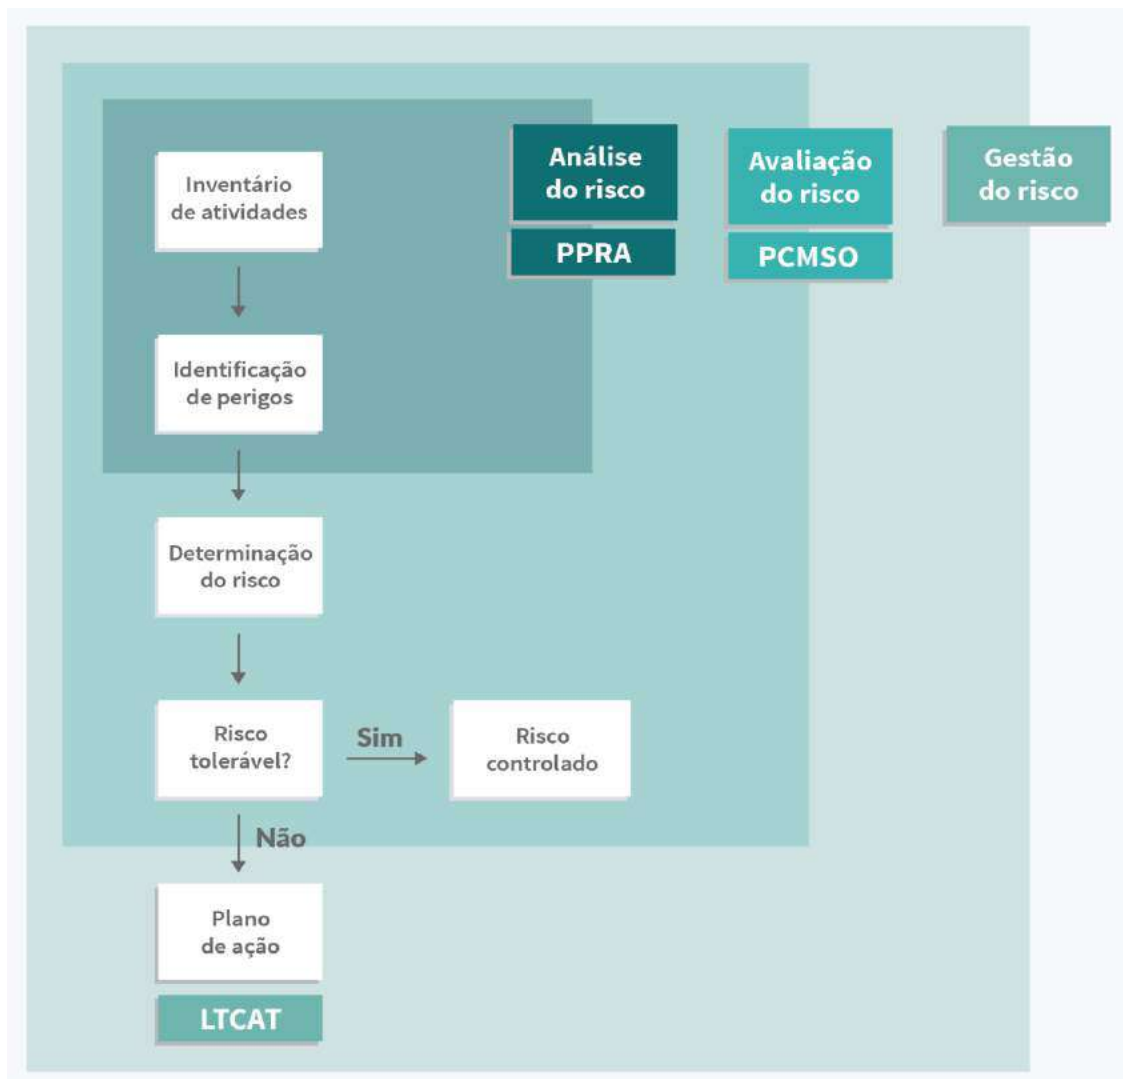 Inventário
de atividades
Análise
do risco
PPRA
Avaliação
do risco
PCMSO
Gestão
do risco
Identificação
de perigos
Determinação
do risco
Risco
tolerável?
Sim
Risco
controlado
Não
Plano
de ação
LTCAT